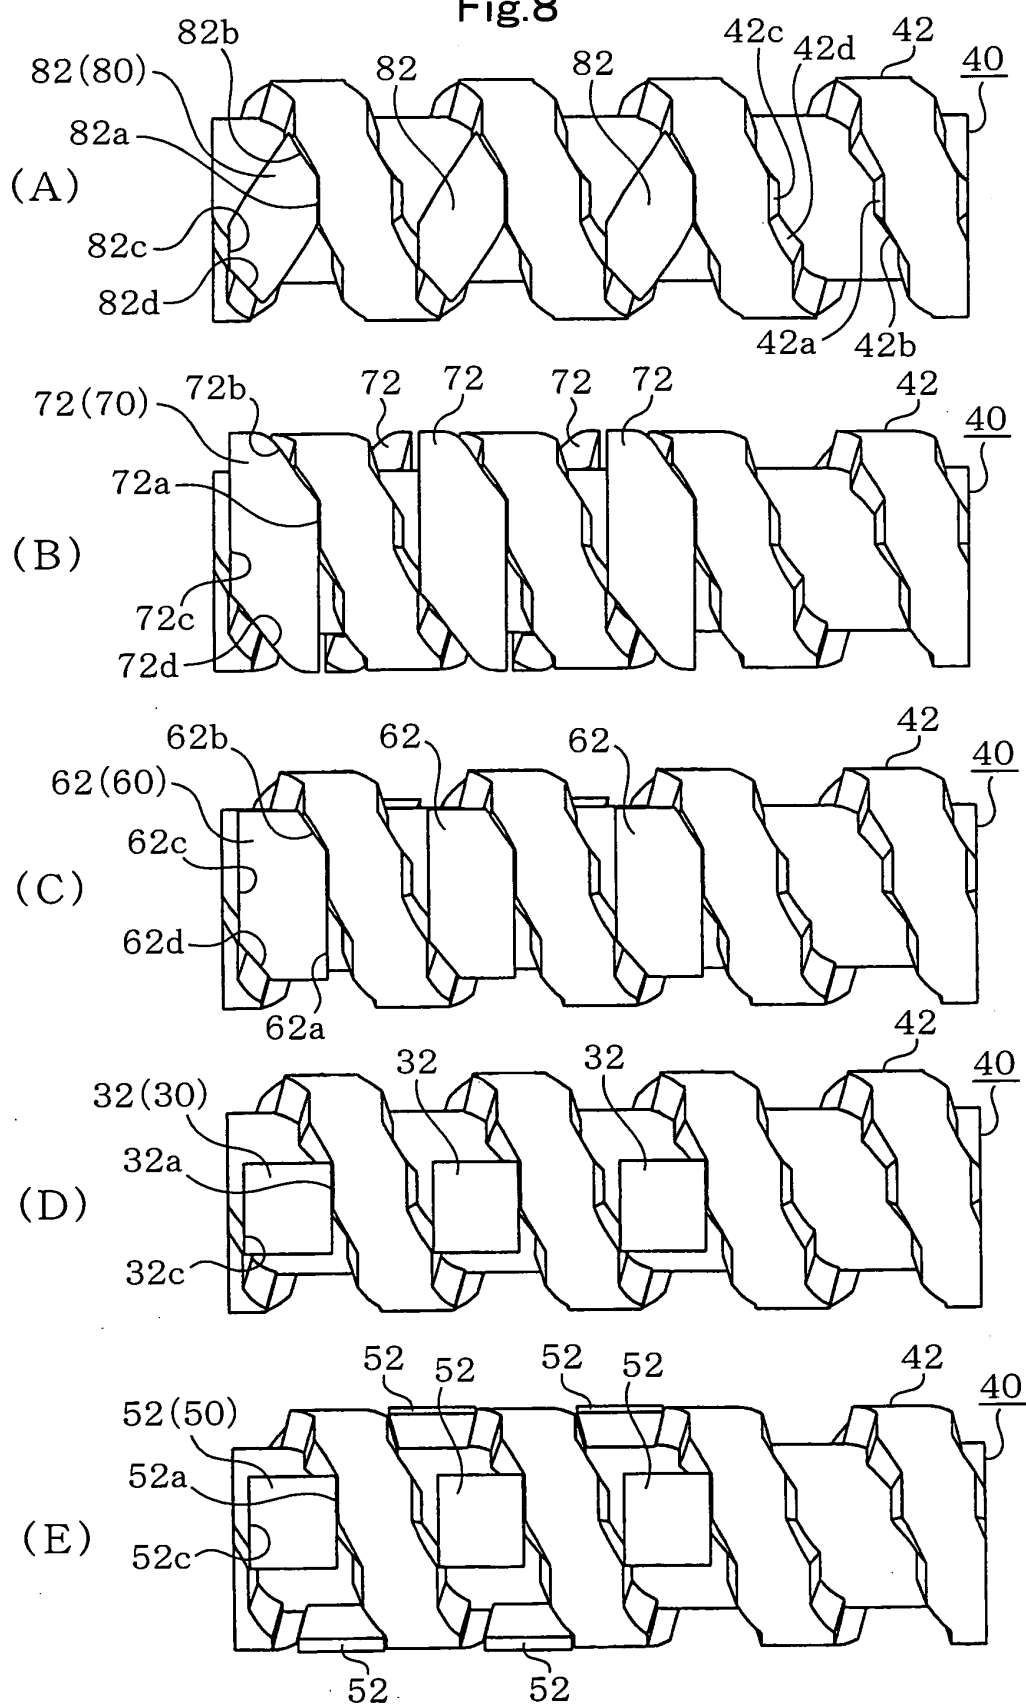 Fig.8
82b 82 82 42c 42d 42 40
82(80)
82a
(A)
82c
82d
42a 42b
72(70) 72b 72 72 72 72 42 40
72a
(B)
72c
72d
62b 62 62 42 40
62(60)
62c
(C)
62d
62a
32 32 42 40
32(30)
32a
(D)
32c
52 52 52 52 42 40
52(50)
52a
(E)
52c
52 52